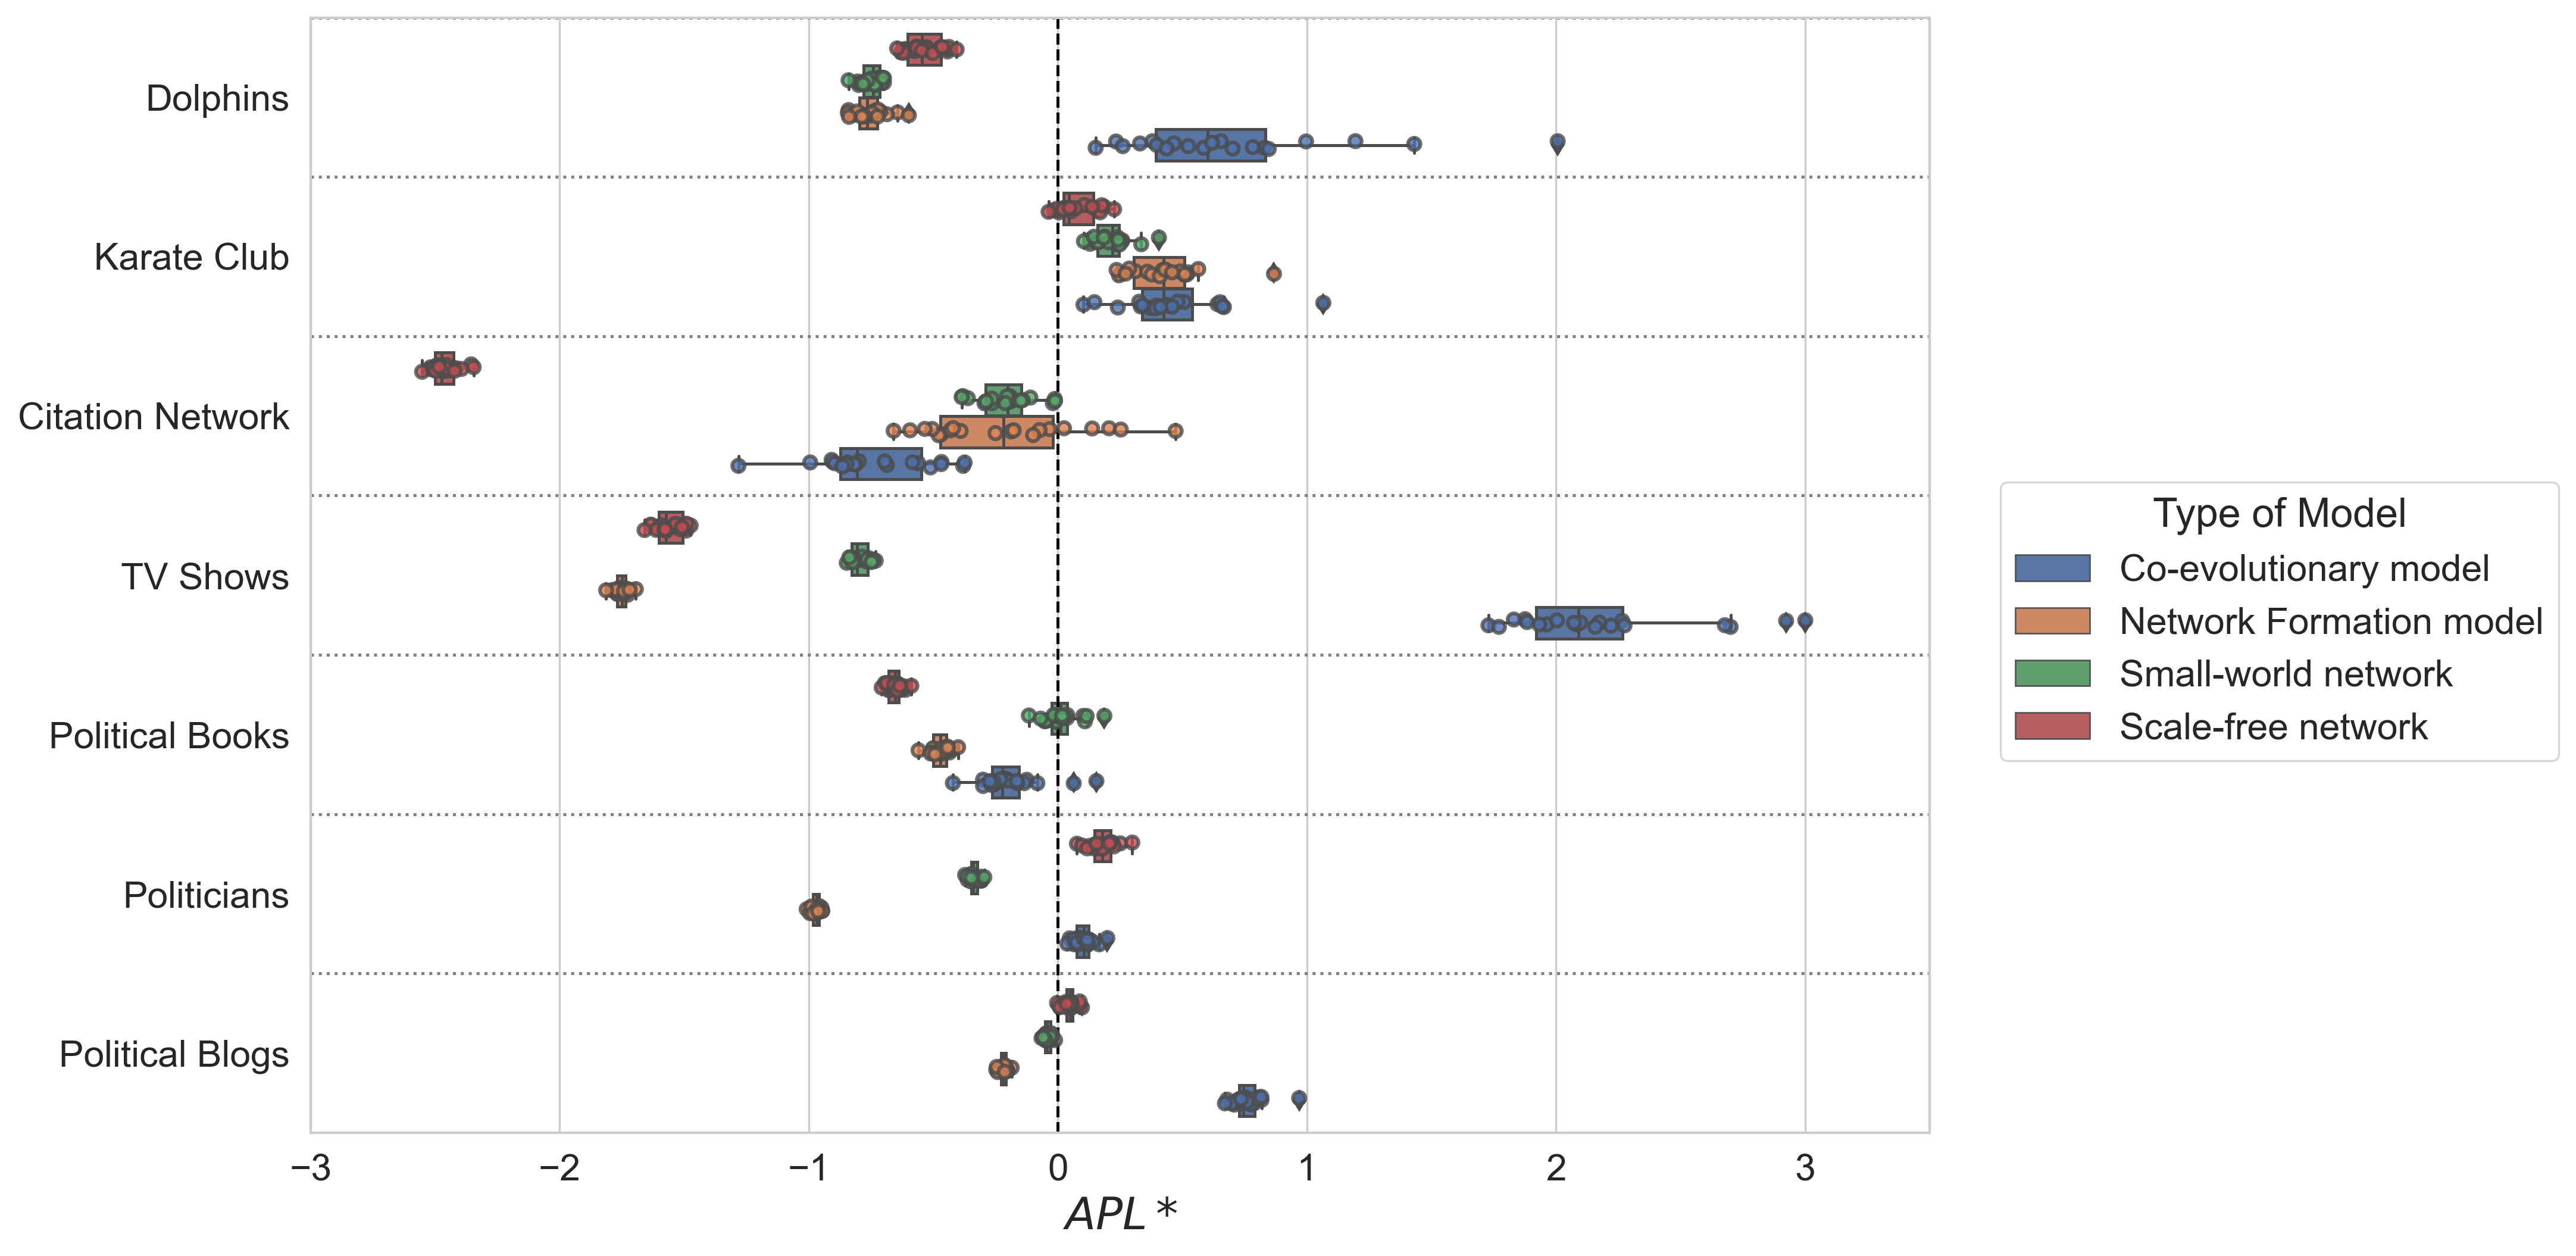 Dolphins
Karate Club
Citation Network
TV Shows
Political Books
Politicians
Political Blogs
−3 −2 −1 0 1 2 3
APL*
Type of Model
Co-evolutionary model
Network Formation model
Small-world network
Scale-free network